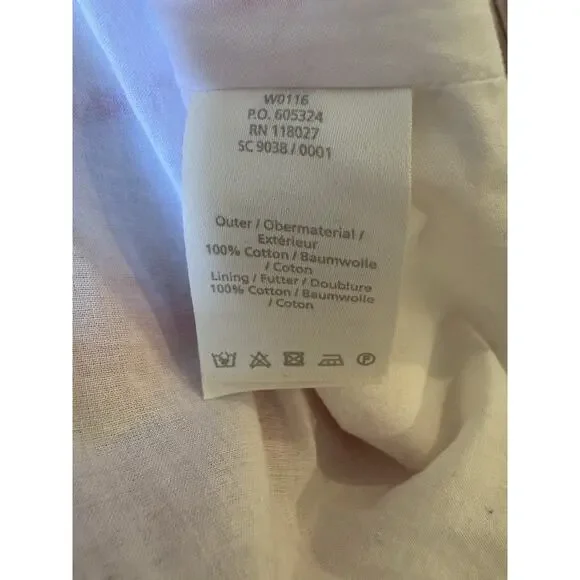 W0116
P.O. 605324
RN 118027
SC 9038 / 0001
Outer / Obermaterial /
Extérieur
100% Cotton / Baumwolle
/ Coton
Lining / Futter / Doublure
100% Cotton / Baumwolle
/ Coton
P